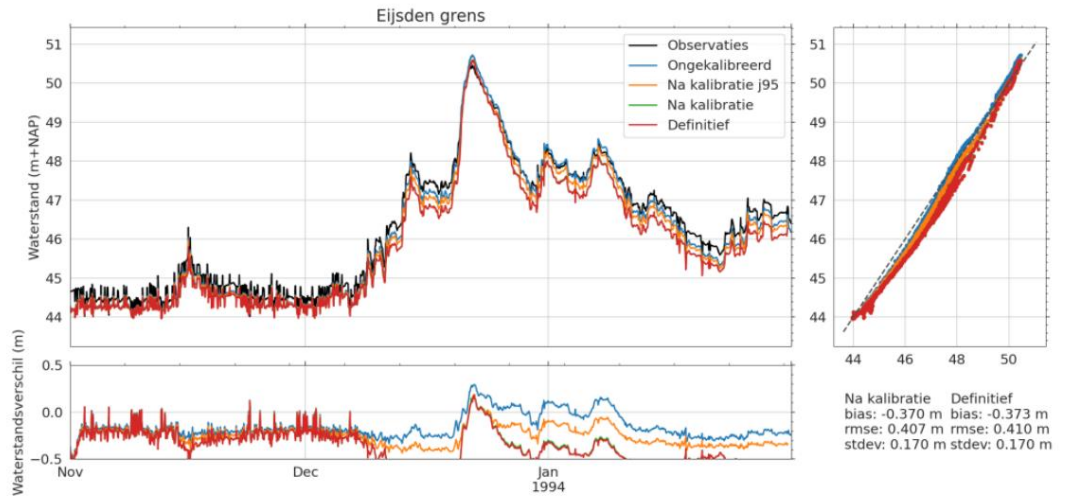 Eijsden grens
Waterstand (m+NAP)
51
50
49
48
47
46
45
44
Observaties
Ongekalibreerd
Na kalibratie j95
Na kalibratie
Definitief
51
50
49
48
47
46
45
44
44 46 48 50
Waterstandsverschil (m)
0.5
0.0
−0.5
Nov Dec Jan
1994
Na kalibratie Definitief
bias: -0.370 m bias: -0.373 m
rmse: 0.407 m rmse: 0.410 m
stdev: 0.170 m stdev: 0.170 m